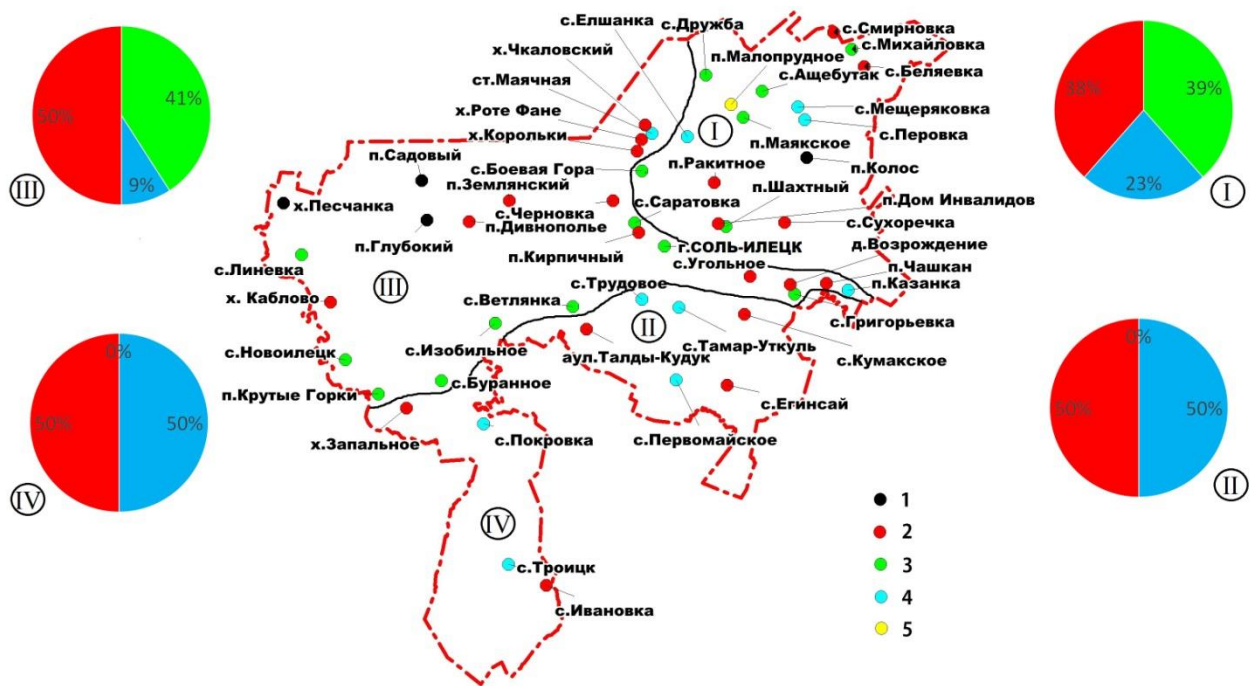 с.Елшанка
с.Дружба
с.Смирновка
х.Чкаловский
с.Михайловка
п.Малопрудное
ст.Маячная
с.Беляевка
с.Ащебутак
41%
50%
38%
39%
х.Роте Фане
с.Мещеряковка
I
х.Корольки
с.Перовка
п.Маякское
п.Садовый
с.Боевая Гора
п.Ракитное
п.Колос
9%
23%
III
I
п.Землянский
п.Шахтный
п.Дом Инвалидов
х.Песчанка
с.Черновка
с.Саратовка
п.Дивнополье
с.Сухоречка
п.Глубокий
г.СОЛЬ-ИЛЕЦК
д.Возрождение
п.Кирпичный
с.Угольное
п.Чашкан
с.Линевка
с.Трудовое
п.Казанка
III
х. Каблово
с.Ветлянка
II
с.Григорьевка
с.Новоилецк
с.Изобильное
с.Тамар-Уткуль
аул.Талды-Кудук
с.Кумакское
0%
0%
п.Крутые Горки
с.Буранное
с.Егинсай
50%
50%
50%
50%
х.Запальное
с.Покровка
с.Первомайское
IV
II
1
IV
2
3
с.Троицк
4
с.Ивановка
5